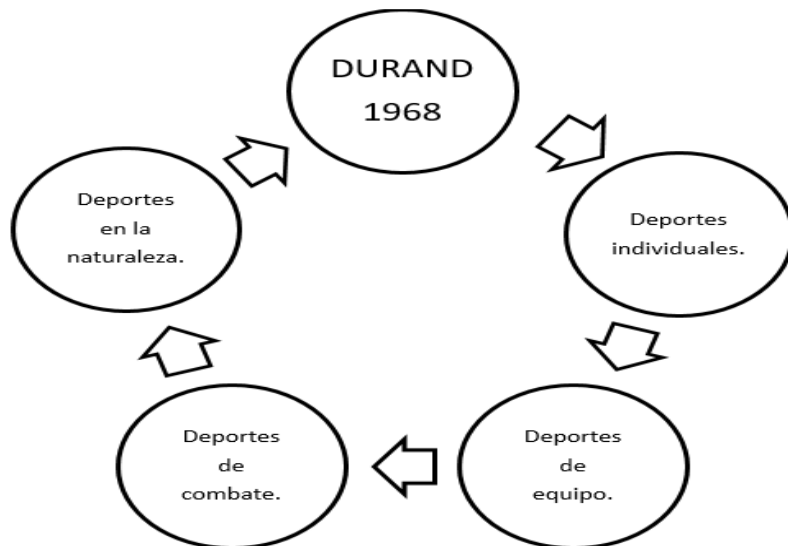 DURAND
1968
Deportes
individuales.
Deportes
de
equipo.
Deportes
de
combate.
Deportes
en la
naturaleza.